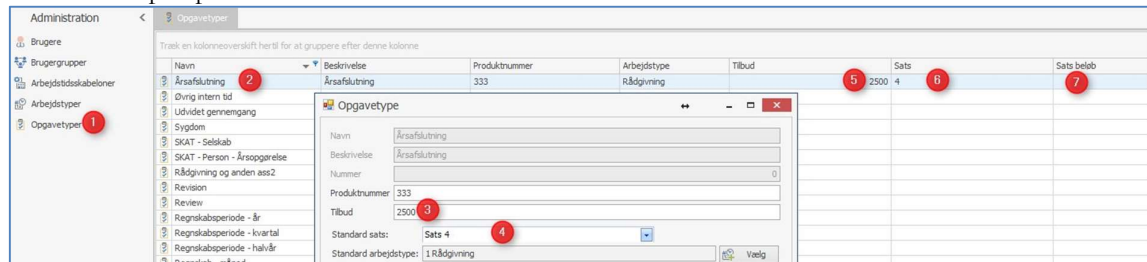 Administration <
Opgavetyper
Brugere
Brugergrupper
Arbejdstidsskabeloner
Arbejdstyper
Opgavetyper 1
Træk en kolonneoverskift hertil for at gruppere efter denne kolonne
Navn Beskrivelse Produktnummer Arbejdstype Tilbud Sats Sats beløb
Årsafslutning 2 Årsafslutning 333 Rådgivning 5 2500 4 6 7
Øvrig intern tid
Udvidet gennemgang
Sygdom
SKAT - Selskab
SKAT - Person - Årsopgørelse
Rådgivning og anden ass2
Revision
Review
Regnskabsperiode - år
Regnskabsperiode - kvartal
Regnskabsperiode - halvår
Opgavetype
Navn Årsafslutning
Beskrivelse Årsafslutning
Nummer 0
Produktnummer 333
Tilbud 2500 3
Standard sats: Sats 4 4
Standard arbejdstype: 1 Rådgivning Vælg